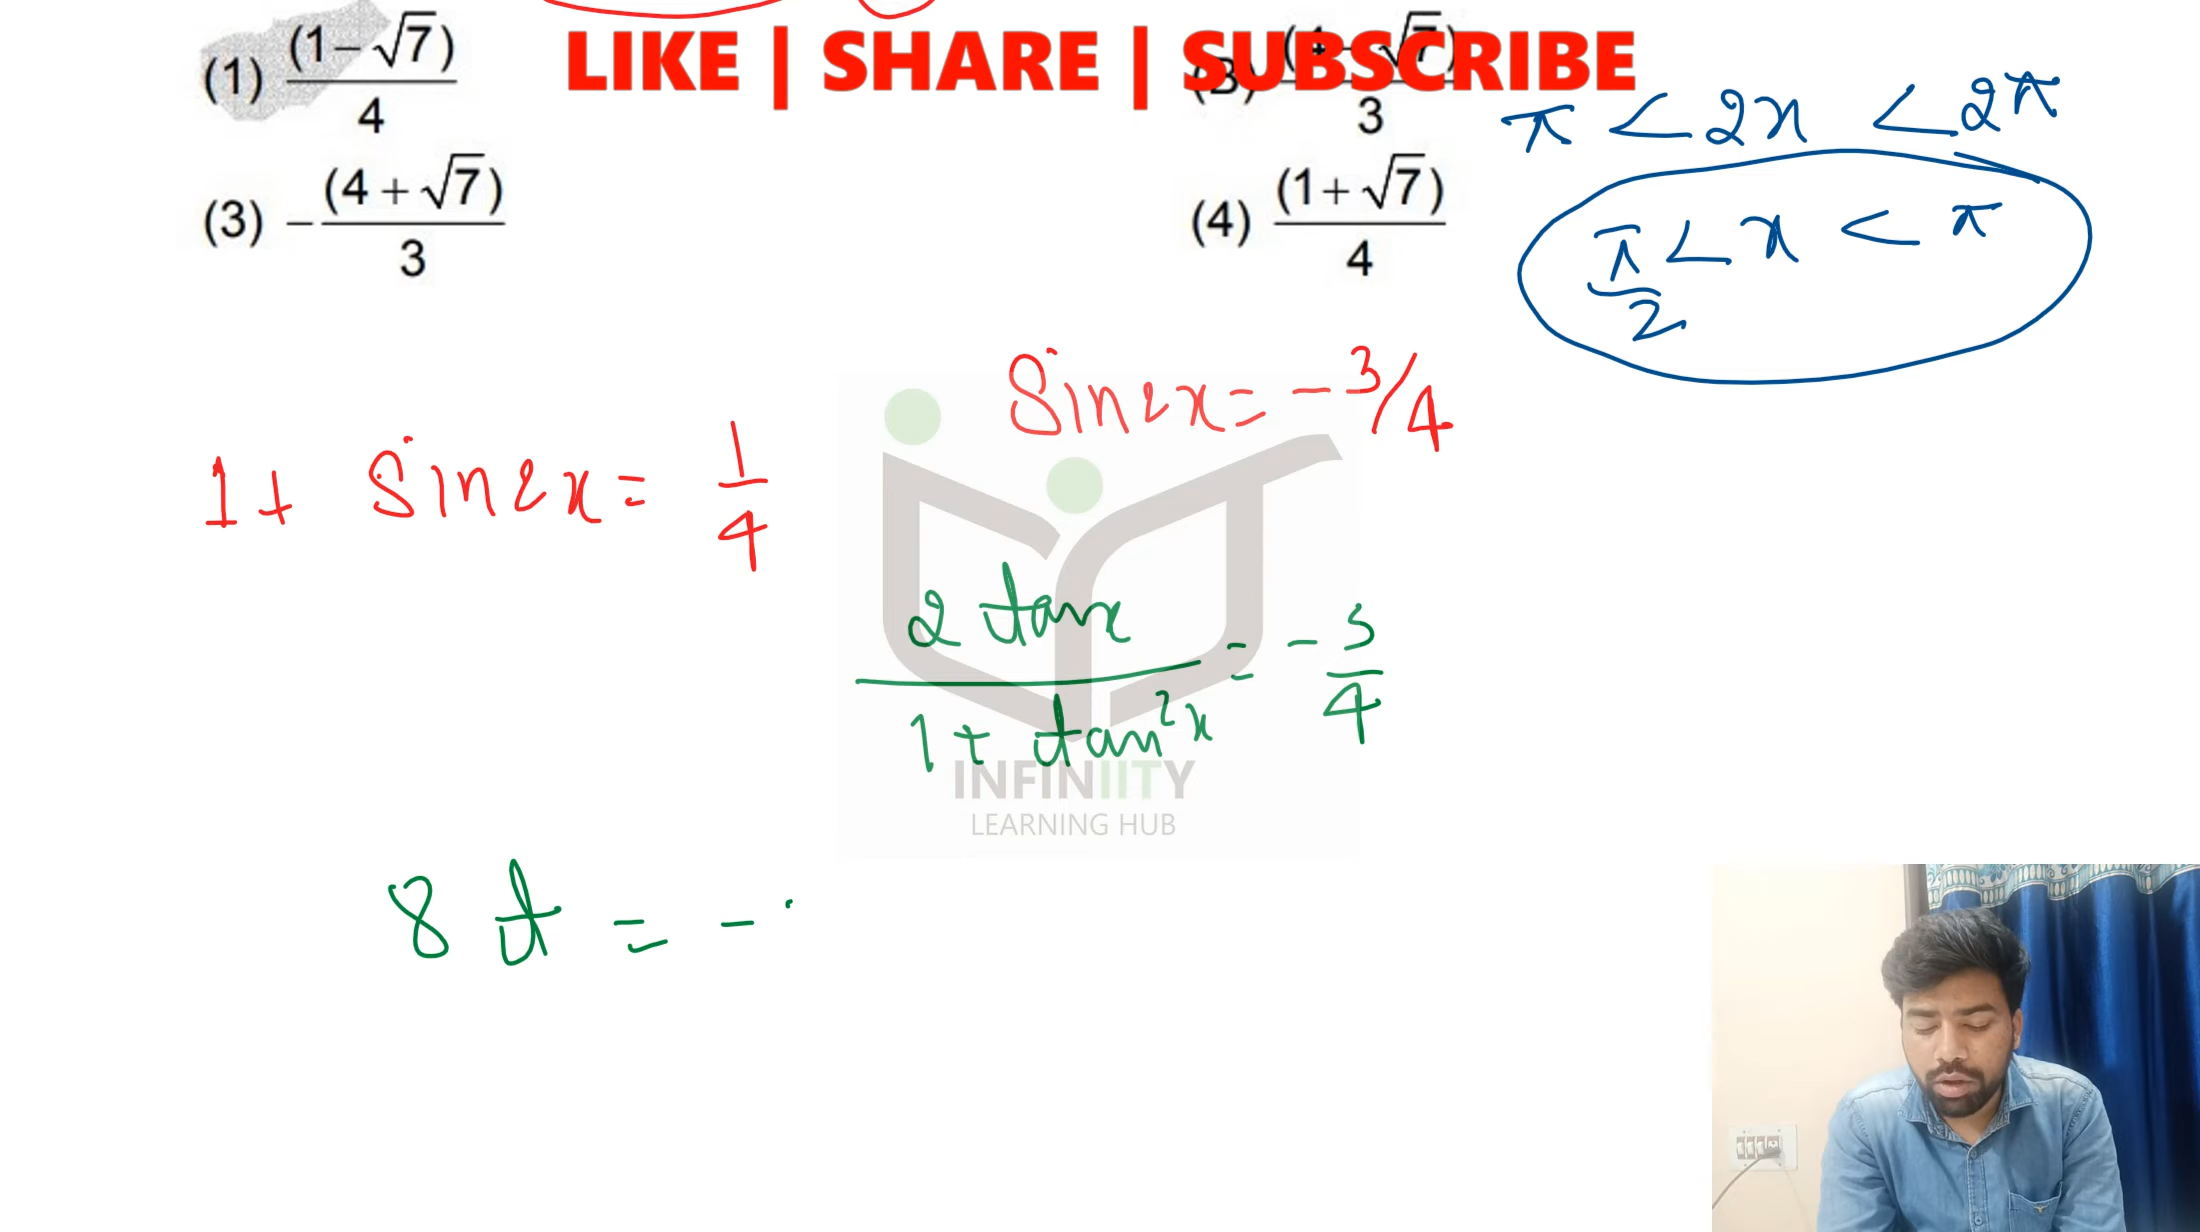 (1) (1–√7)/4
LIKE | SHARE | SUBSCRIBE
3
(3) –(4+√7)/3
(4) (1+√7)/4
π < 2x < 2π
π/2 < x < π
Sin2x = –3/4
1+ Sin2x = 1/4
2 tanx / 1+ tan²x = –3/4
INFINIITY
LEARNING HUB
8 t = –